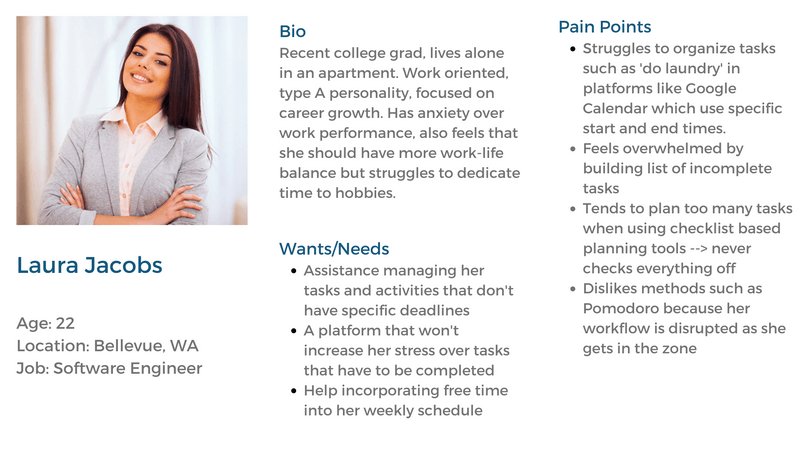 Laura Jacobs
Age: 22
Location: Bellevue, WA
Job: Software Engineer
Bio
Recent college grad, lives alone
in an apartment. Work oriented,
type A personality, focused on
career growth. Has anxiety over
work performance, also feels that
she should have more work-life
balance but struggles to dedicate
time to hobbies.
Wants/Needs
• Assistance managing her
tasks and activities that don't
have specific deadlines
• A platform that won't
increase her stress over tasks
that have to be completed
• Help incorporating free time
into her weekly schedule
Pain Points
• Struggles to organize tasks
such as 'do laundry' in
platforms like Google
Calendar which use specific
start and end times.
• Feels overwhelmed by
building list of incomplete
tasks
• Tends to plan too many tasks
when using checklist based
planning tools --> never
checks everything off
• Dislikes methods such as
Pomodoro because her
workflow is disrupted as she
gets in the zone